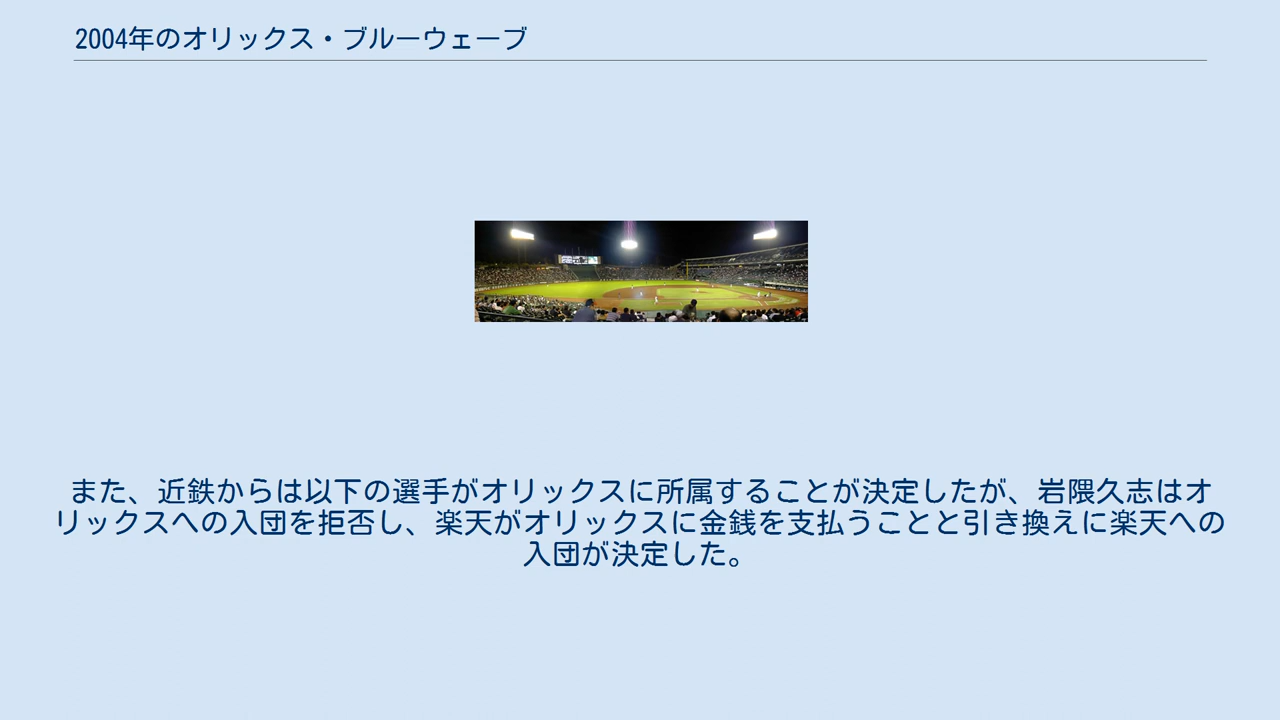 2004年のオリックス・ブルーウェーブ
また、近鉄からは以下の選手がオリックスに所属することが決定したが、岩隈久志はオ
リックスへの入団を拒否し、楽天がオリックスに金銭を支払うことと引き換えに楽天への
入団が決定した。